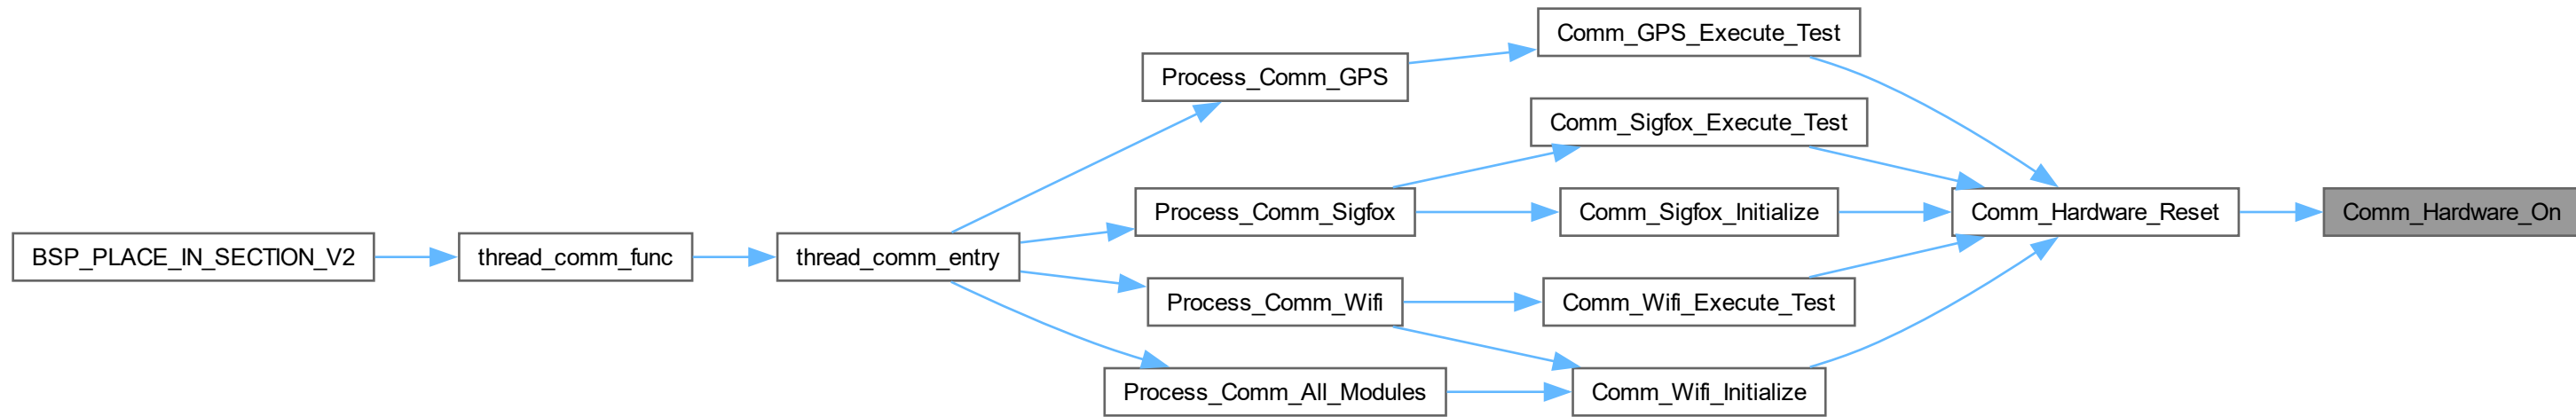 BSP_PLACE_IN_SECTION_V2
thread_comm_func
thread_comm_entry
Process_Comm_GPS
Process_Comm_Sigfox
Process_Comm_Wifi
Process_Comm_All_Modules
Comm_GPS_Execute_Test
Comm_Sigfox_Execute_Test
Comm_Sigfox_Initialize
Comm_Wifi_Execute_Test
Comm_Wifi_Initialize
Comm_Hardware_Reset
Comm_Hardware_On